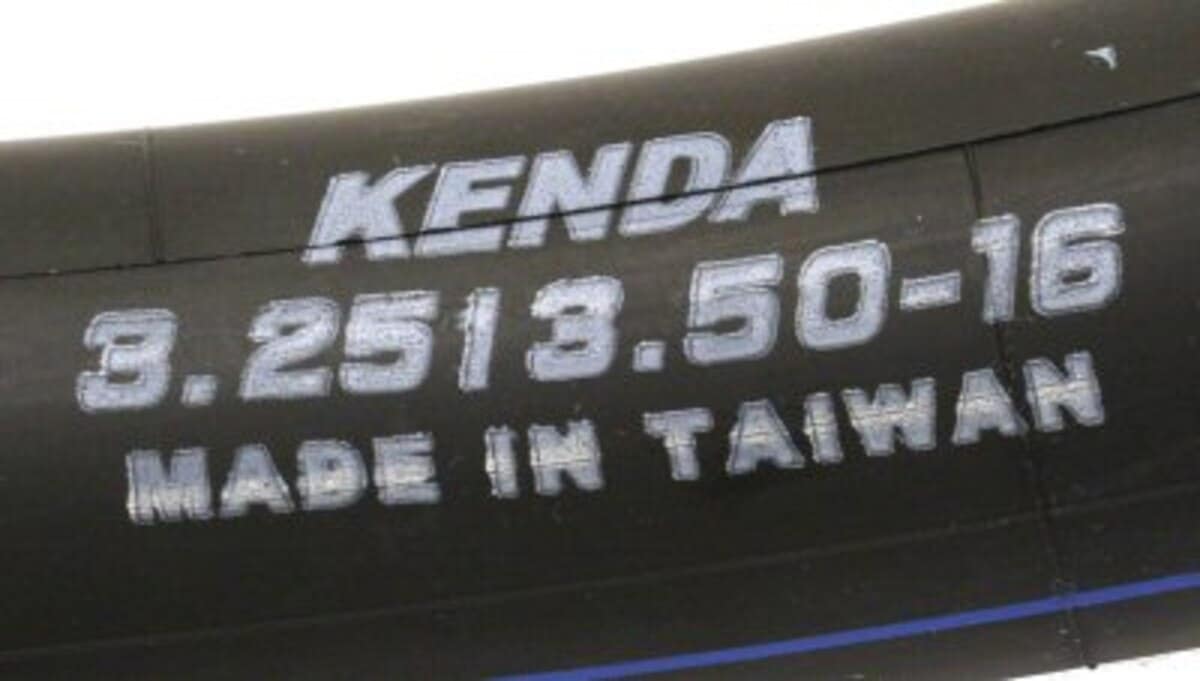 KENDA
3.25/3.50-16
MADE IN TAIWAN